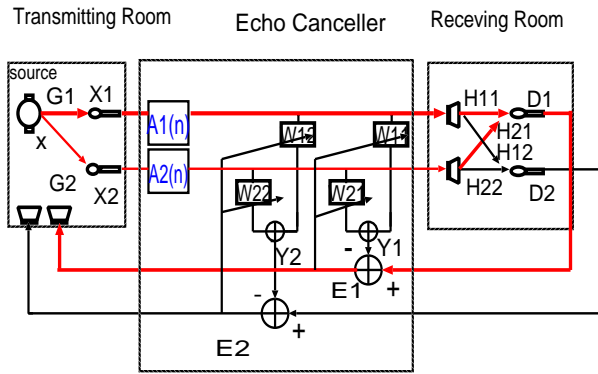 Transmitting Room
Echo Canceller
Receving Room
source
G1
X1
x
G2
X2
A1(n)
A2(n)
W12
W11
W22
W21
Y2
Y1
E1
E2
-
+
-
+
H11
H21
H12
H22
D1
D2